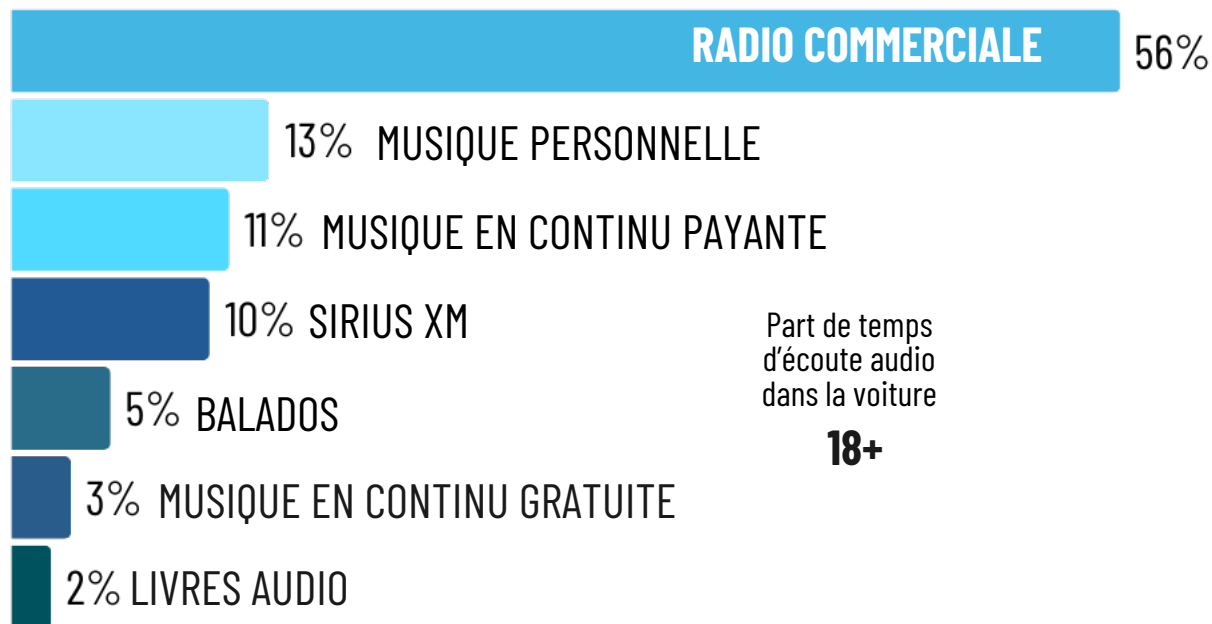 RADIO COMMERCIALE 56%
13% MUSIQUE PERSONNELLE
11% MUSIQUE EN CONTINU PAYANTE
10% SIRIUS XM
5% BALADOS
3% MUSIQUE EN CONTINU GRATUITE
2% LIVRES AUDIO
Part de temps
d’écoute audio
dans la voiture
18+